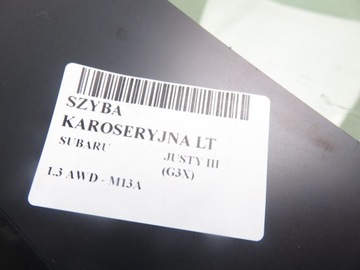 SZYBA
KAROSERYJNA LT
SUBARU JUSTY III
(G3X)
1.3 AWD - M13A